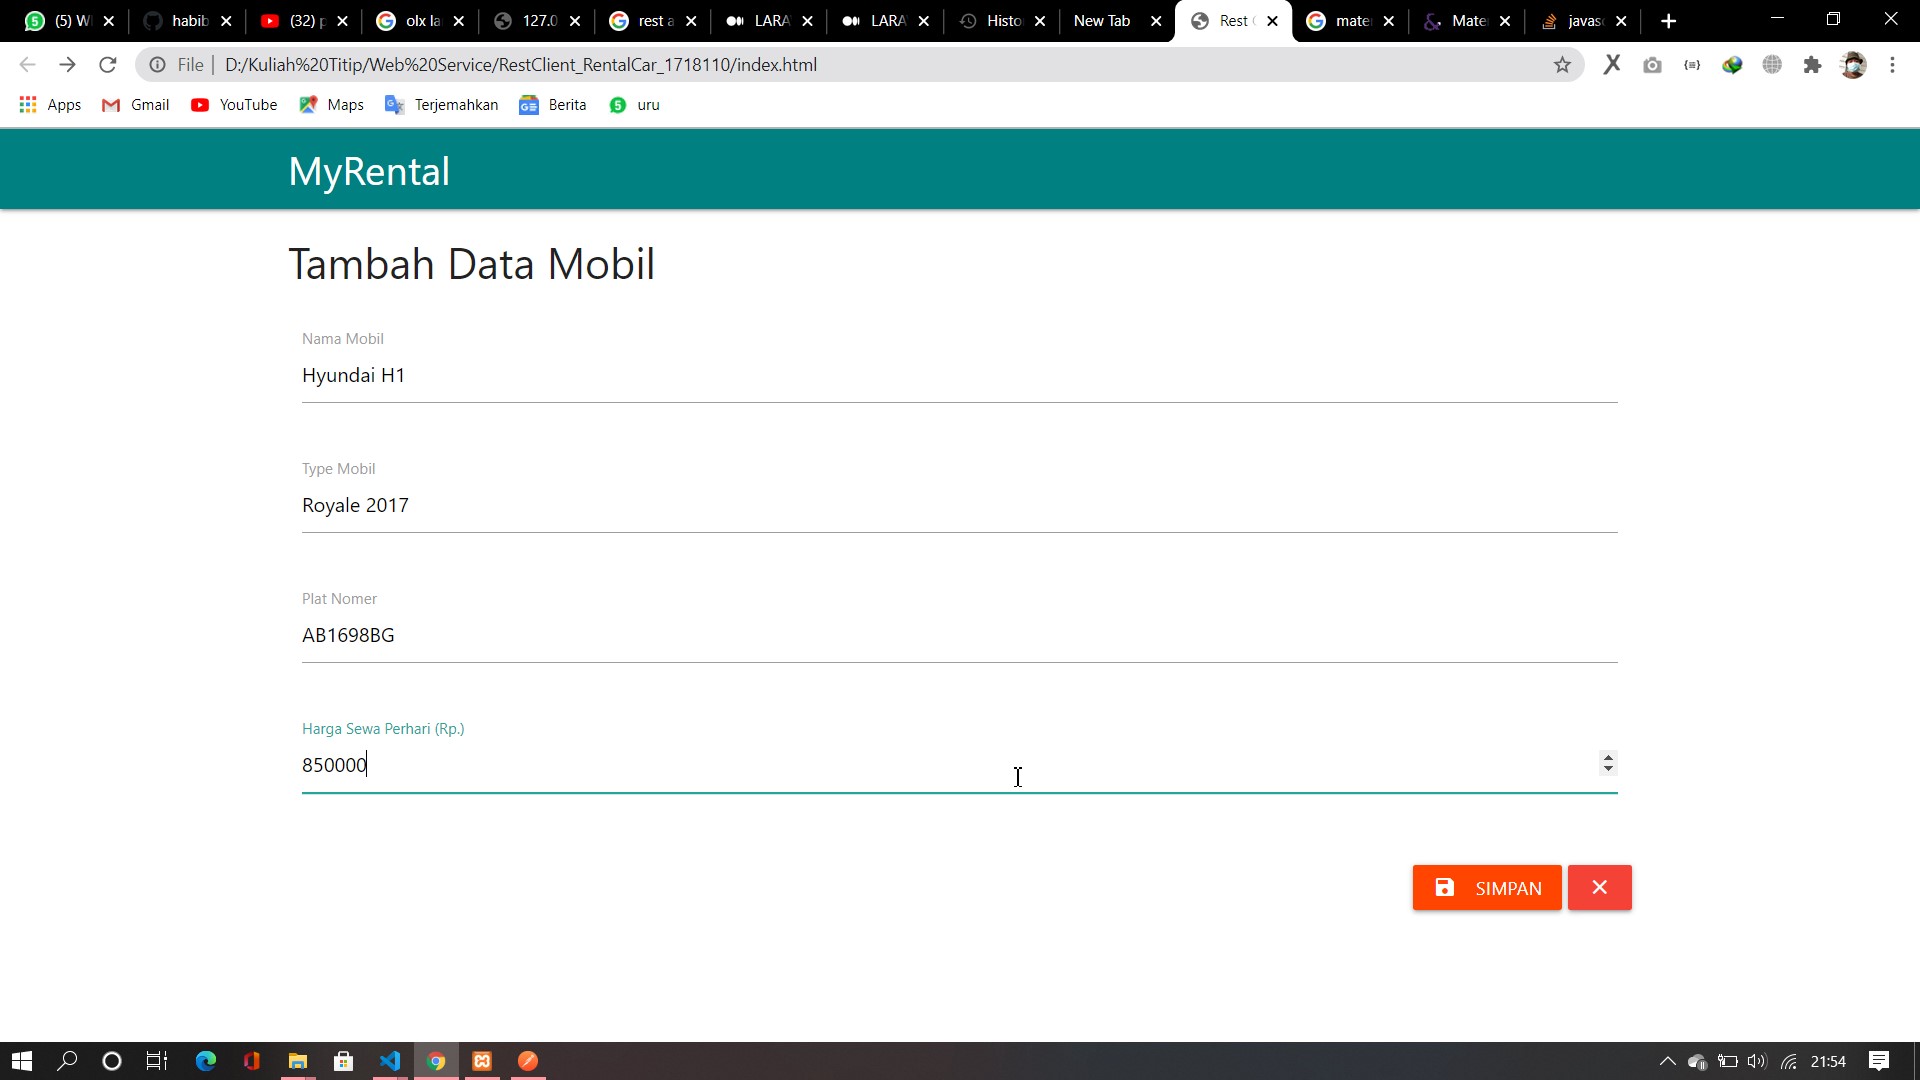 (5) W habib (32) p olx la 127.0 rest a LARA LARA Histo New Tab Rest mate Mate javas
File D:/Kuliah%20Titip/Web%20Service/RestClient_RentalCar_1718110/index.html
Apps Gmail YouTube Maps Terjemahkan Berita uru
MyRental
Tambah Data Mobil
Nama Mobil
Hyundai H1
Type Mobil
Royale 2017
Plat Nomer
AB1698BG
Harga Sewa Perhari (Rp.)
850000
SIMPAN
21:54